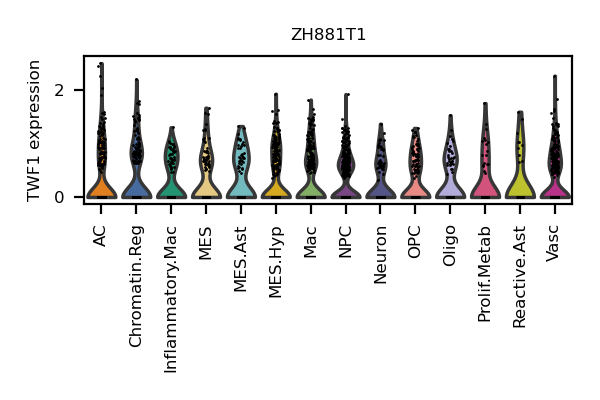 ZH881T1
TWF1 expression
2
0
AC
Chromatin.Reg
Inflammatory.Mac
MES
MES.Ast
MES.Hyp
Mac
NPC
Neuron
OPC
Oligo
Prolif.Metab
Reactive.Ast
Vasc